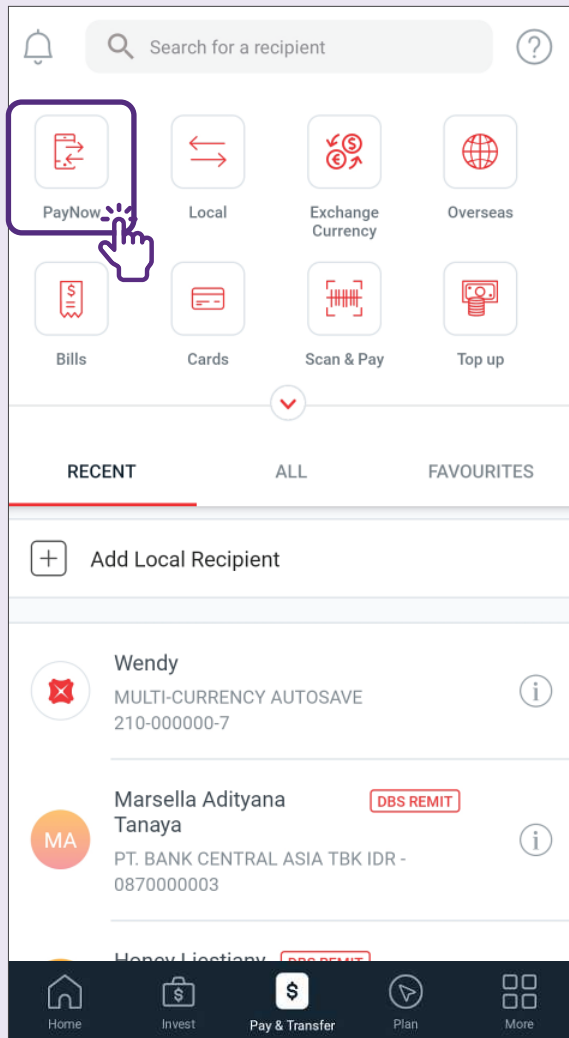 Search for a recipient
PayNow
Local
Exchange
Currency
Overseas
Bills
Cards
Scan & Pay
Top up
RECENT
ALL
FAVOURITES
Add Local Recipient
Wendy
MULTI-CURRENCY AUTOSAVE
210-000000-7
Marsella Adityana
Tanaya
DBS REMIT
MA
PT. BANK CENTRAL ASIA TBK IDR -
0870000003
Home
Invest
Pay & Transfer
Plan
More